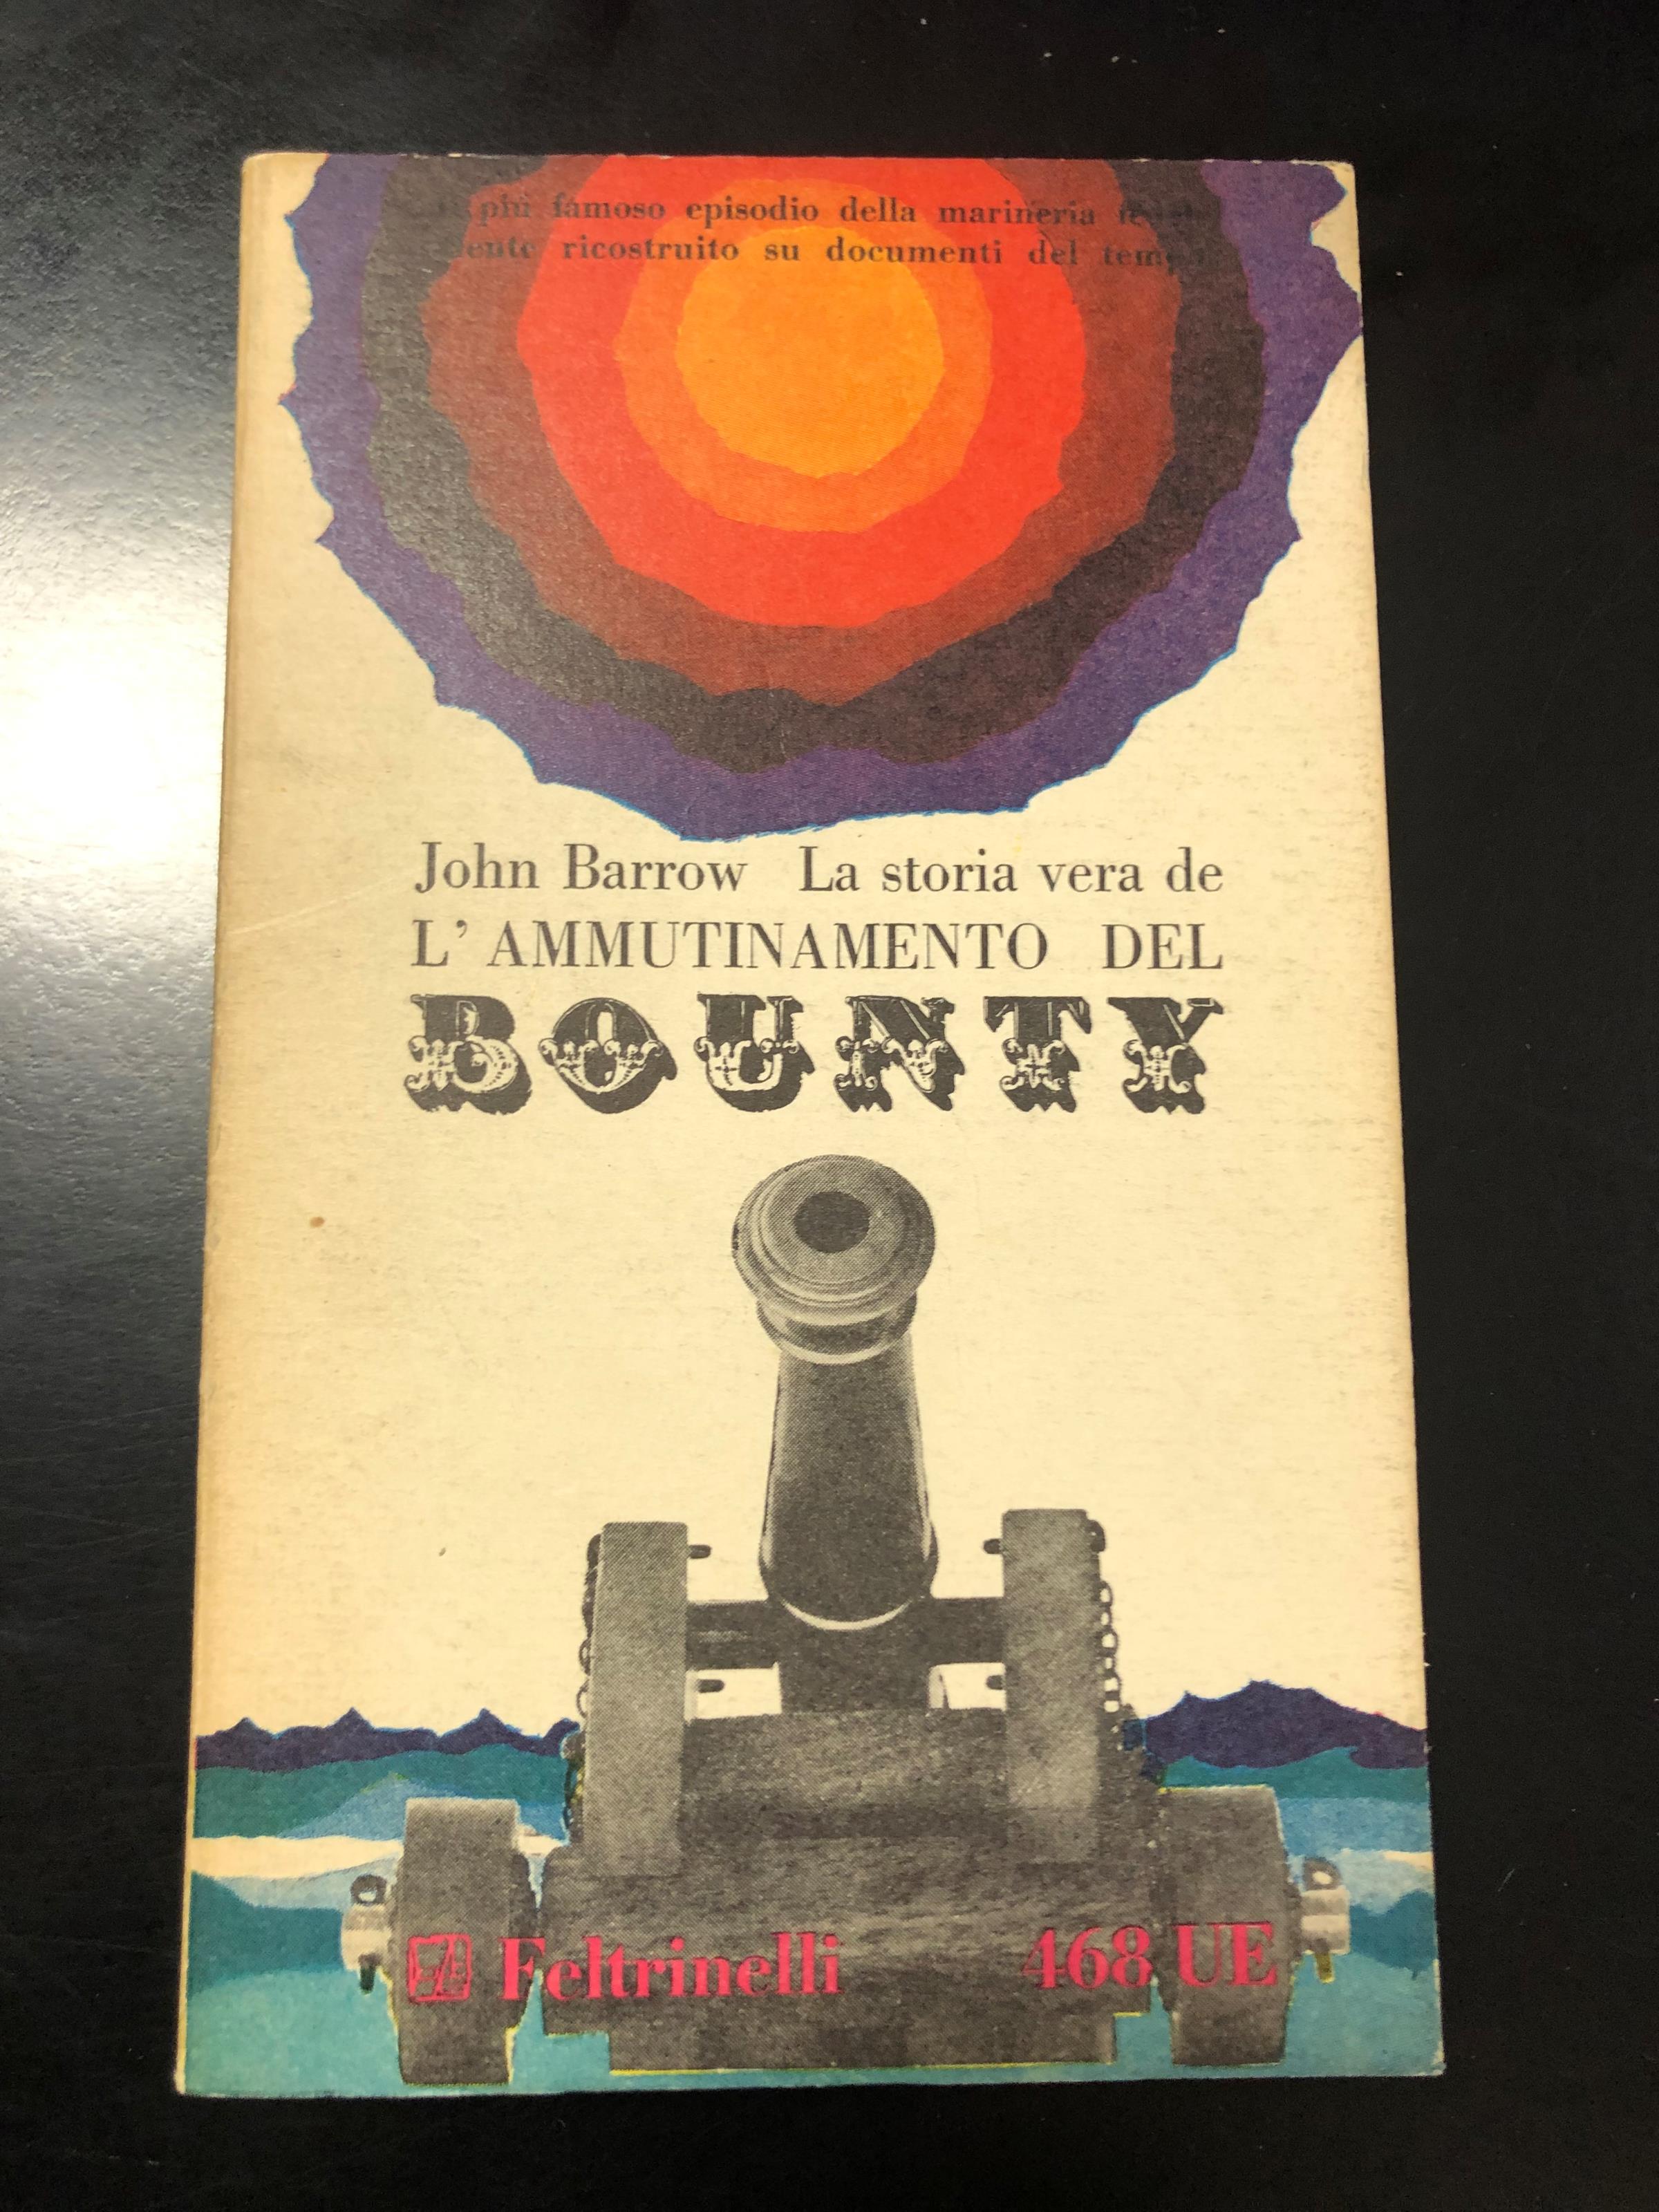 più famoso episodio della marineria
ricostruito su documenti del
John Barrow La storia vera de
L'AMMUTINAMENTO DEL
BOUNTY
Feltrinelli 468 UE